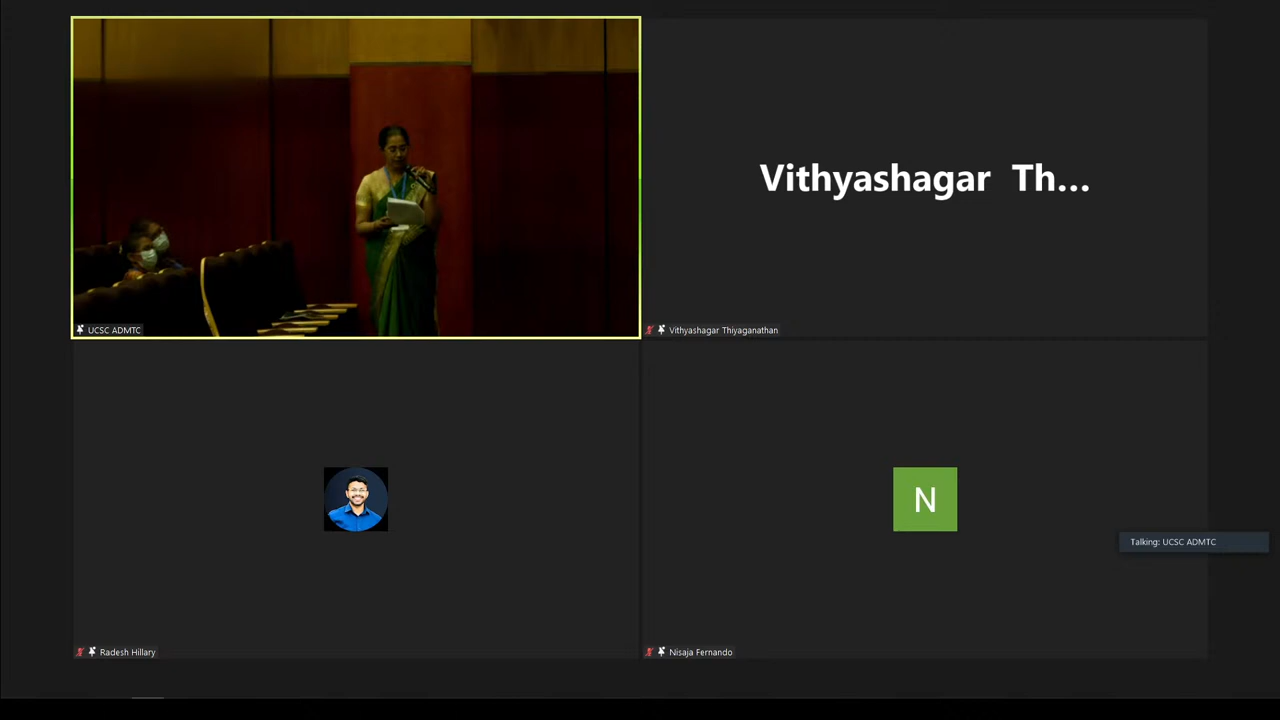 Vithyashagar Th...
UCSC ADMTC
Vithyashagar Thiyaganathan
N
Talking: UCSC ADMTC
Radesh Hillary
Nisaja Fernando